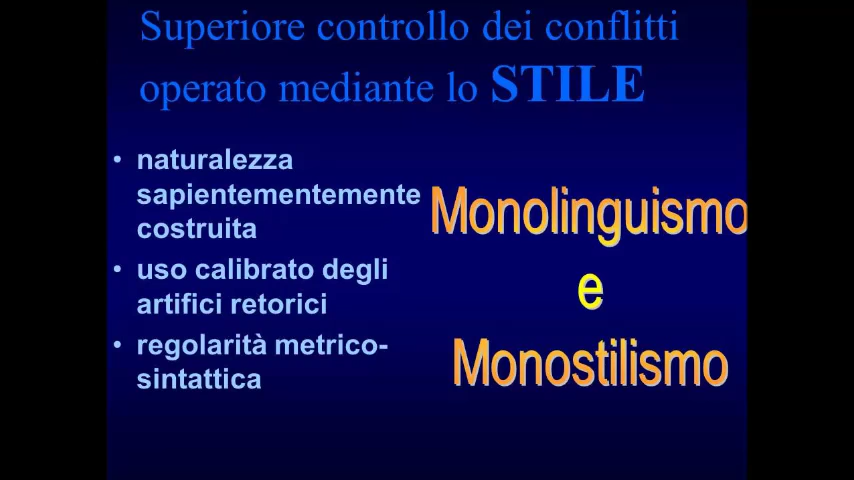 Superiore controllo dei conflitti
operato mediante lo STILE
• naturalezza
sapientementemente
costruita
• uso calibrato degli
artifici retorici
• regolarità metrico-
sintattica
Monolinguismo
e
Monostilismo